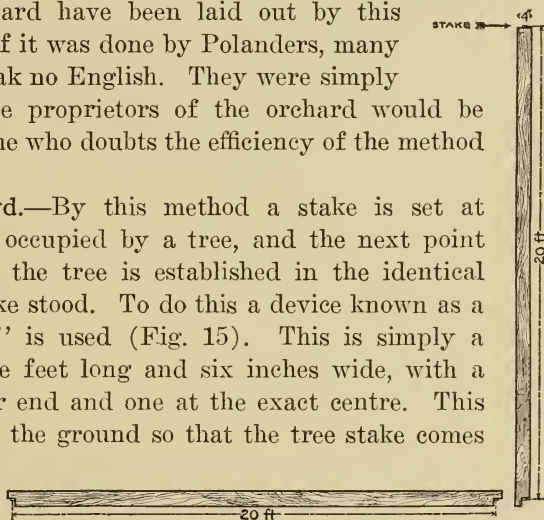 ard have been laid out by this
f it was done by Polanders, many
ak no English. They were simply
e proprietors of the orchard would be
ne who doubts the efficiency of the method
rd.—By this method a stake is set at
occupied by a tree, and the next point
the tree is established in the identical
ke stood. To do this a device known as a
" is used (Fig. 15). This is simply a
e feet long and six inches wide, with a
r end and one at the exact centre. This
the ground so that the tree stake comes
STAKE
4"
20 ft
20 ft